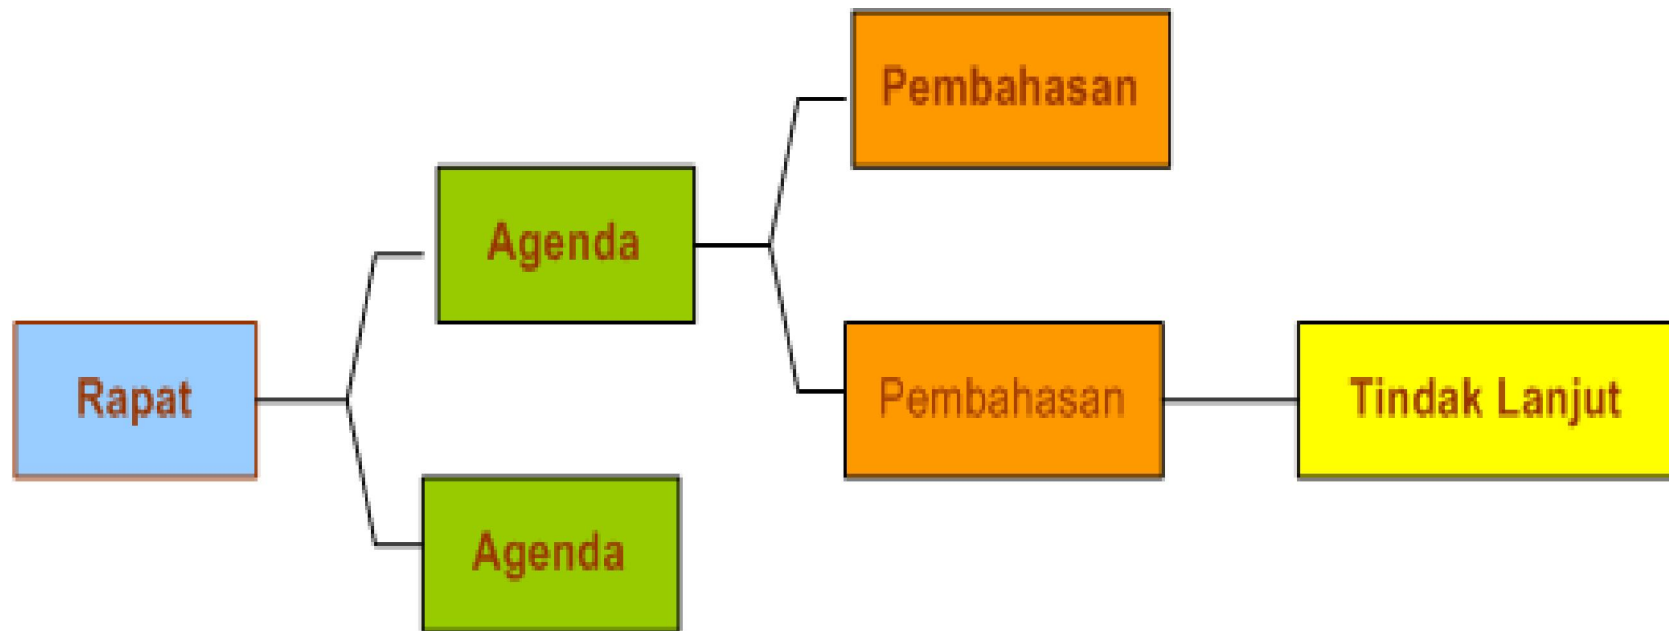 Pembahasan
Agenda
Rapat
Pembahasan
Tindak Lanjut
Agenda